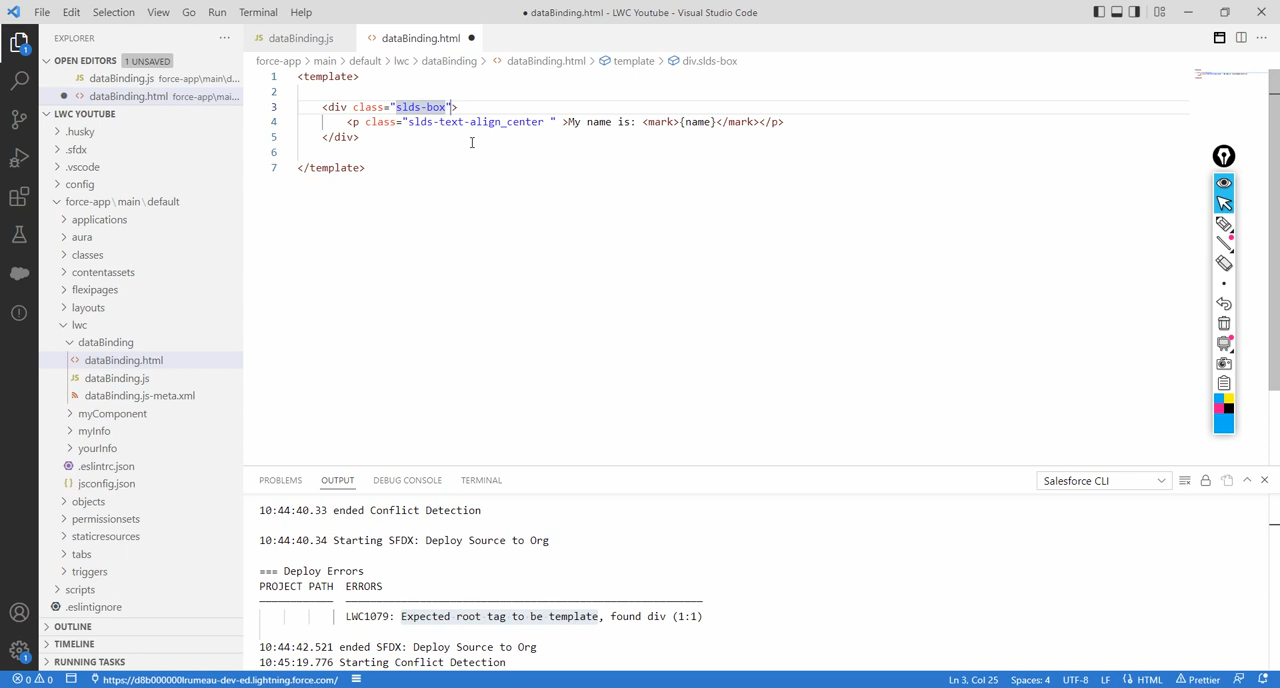 File Edit Selection View Go Run Terminal Help
● dataBinding.html - LWC Youtube - Visual Studio Code
EXPLORER
OPEN EDITORS 1 UNSAVED
JS dataBinding.js force-app\main\d...
<> dataBinding.html force-app\mai...
LWC YOUTUBE
.husky
.sfdx
.vscode
config
force-app\main\default
applications
aura
classes
contentassets
flexipages
layouts
lwc
dataBinding
<> dataBinding.html
JS dataBinding.js
dataBinding.js-meta.xml
myComponent
myInfo
yourInfo
.eslintrc.json
{} jsconfig.json
objects
permissionsets
staticresources
tabs
triggers
scripts
.eslintignore
OUTLINE
TIMELINE
RUNNING TASKS
JS dataBinding.js
<> dataBinding.html ●
force-app > main > default > lwc > dataBinding > <> dataBinding.html > template > div.slds-box
1 <template>
2
3 <div class="slds-box">
4 <p class="slds-text-align_center " >My name is: <mark>{name}</mark></p>
5 </div>
6
7 </template>
PROBLEMS OUTPUT DEBUG CONSOLE TERMINAL
Salesforce CLI
10:44:40.33 ended Conflict Detection
10:44:40.34 Starting SFDX: Deploy Source to Org
=== Deploy Errors
PROJECT PATH ERRORS
LWC1079: Expected root tag to be template, found div (1:1)
10:44:42.521 ended SFDX: Deploy Source to Org
10:45:19.776 Starting Conflict Detection
1
1
0 0 https://d8b000000lrumeau-dev-ed.lightning.force.com/ Ln 3, Col 25 Spaces: 4 UTF-8 LF HTML Prettier